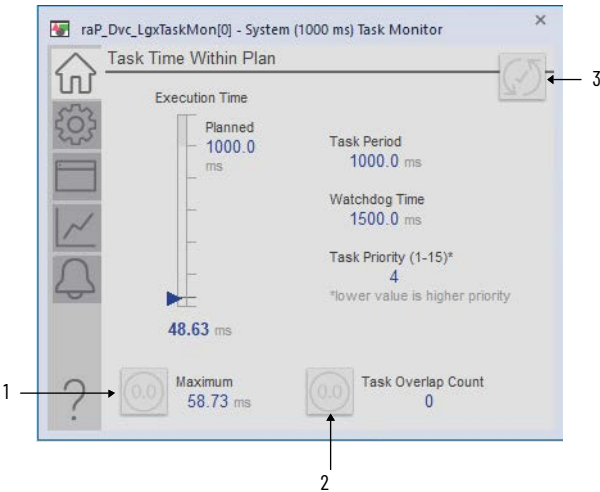 raP_Dvc_LgxTaskMon[0] - System (1000 ms) Task Monitor
×
Task Time Within Plan
3
Execution Time
Planned
1000.0
ms
Task Period
1000.0 ms
Watchdog Time
1500.0 ms
Task Priority (1-15)*
4
*lower value is higher priority
48.63 ms
1
?
0.0
Maximum
58.73 ms
0.0
Task Overlap Count
0
2